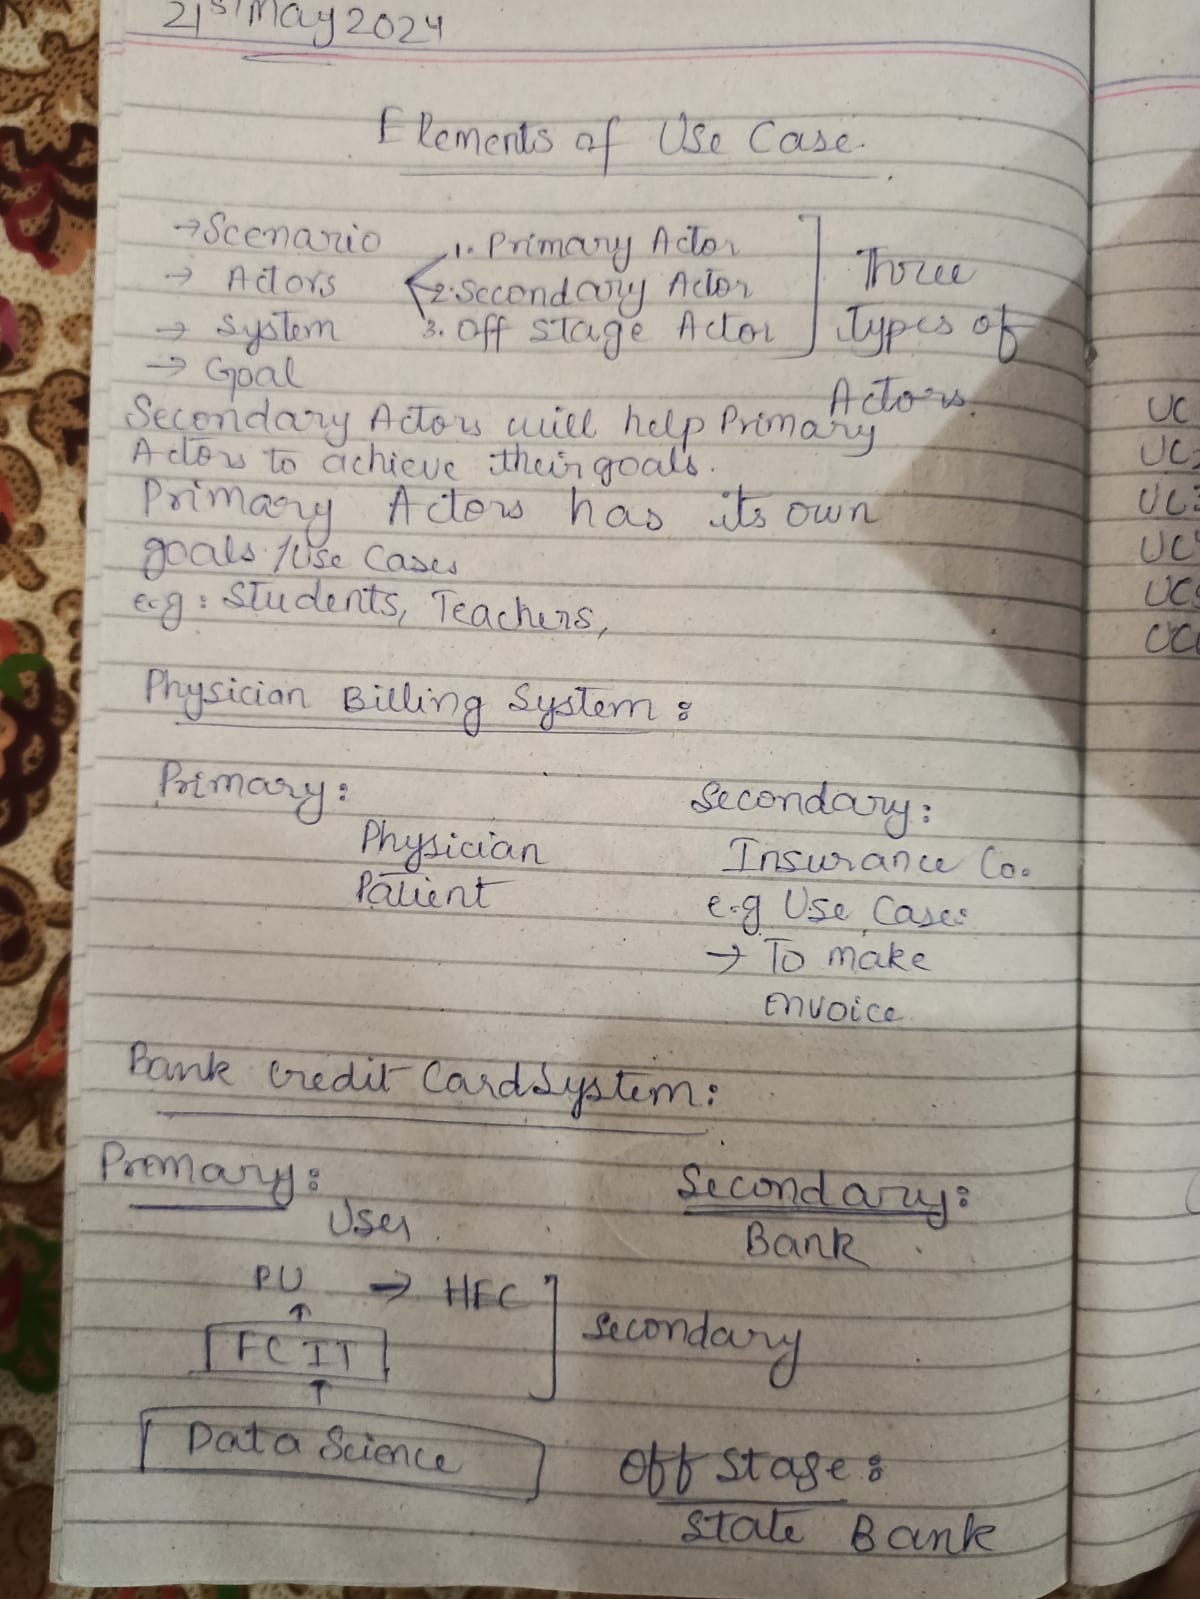 21st May 2024
Elements of Use Case.
→ Scenario
→ Actors
→ System
→ Goal
1. Primary Actor
2. Secondary Actor
3. Off Stage Actor
Three
Types of
Actors.
Secondary Actors will help Primary
Actors to achieve their goals.
Primary Actors has its own
goals /Use Cases
e.g: Students, Teachers,
Physician Billing System:
Primary:
Physician
Patient
Secondary:
Insurance Co.
e.g Use Case:
→ To make
envoice
Bank Credit Card System:
Primary:
User
Secondary:
Bank
PU → HEC
↑
FC IT
↑
Data Science
Secondary
Off Stage:
State Bank
UC
UC
UC
UC
UC